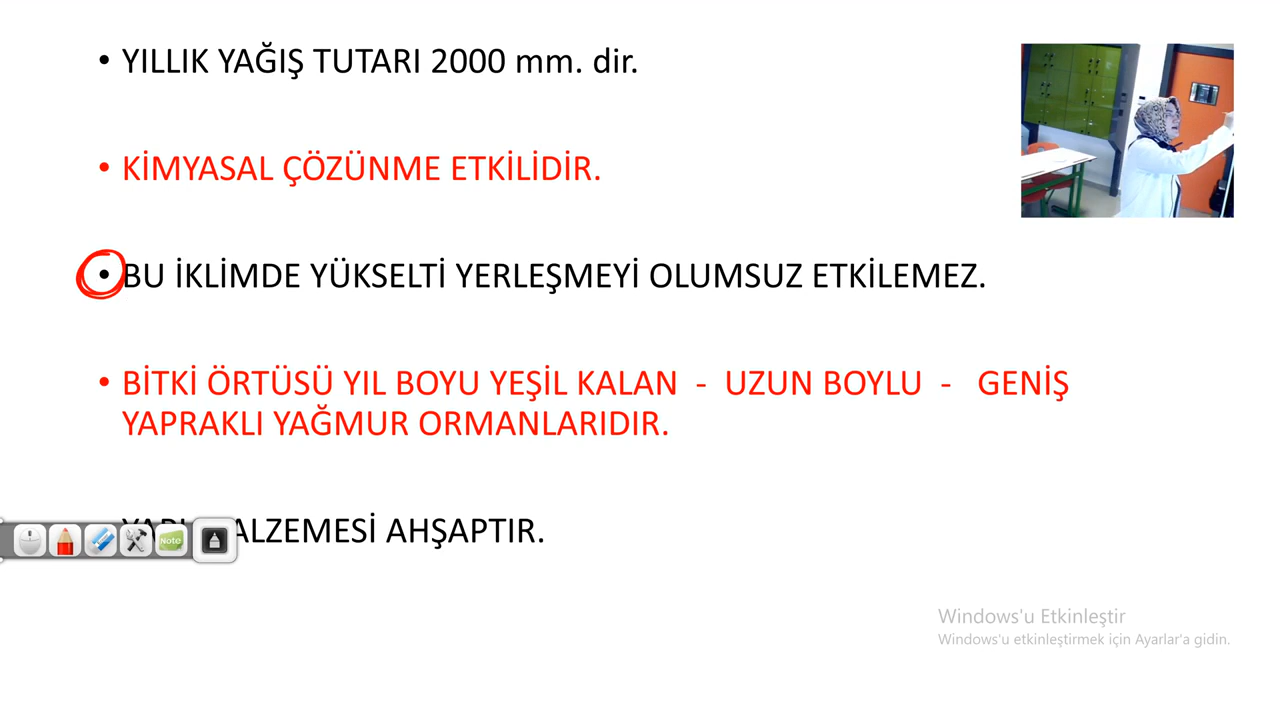 • YILLIK YAĞIŞ TUTARI 2000 mm. dir.
• KİMYASAL ÇÖZÜNME ETKİLİDİR.
• BU İKLİMDE YÜKSELTİ YERLEŞMEYİ OLUMSUZ ETKİLEMEZ.
• BİTKİ ÖRTÜSÜ YIL BOYU YEŞİL KALAN - UZUN BOYLU - GENİŞ
YAPRAKLI YAĞMUR ORMANLARIDIR.
AHŞAPTIR.
Note
Windows'u Etkinleştir
Windows'u etkinleştirmek için Ayarlar'a gidin.